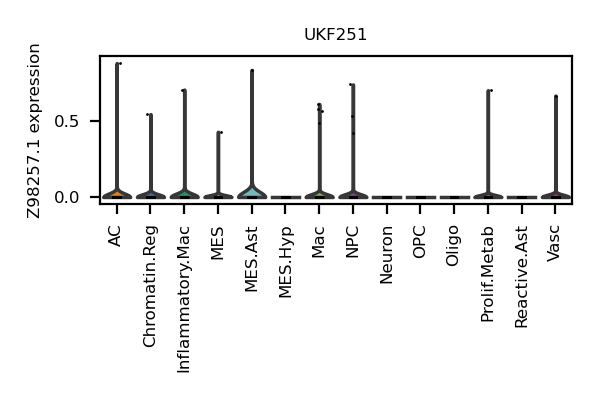 UKF251
Z98257.1 expression
0.5
0.0
AC
Chromatin.Reg
Inflammatory.Mac
MES
MES.Ast
MES.Hyp
Mac
NPC
Neuron
OPC
Oligo
Prolif.Metab
Reactive.Ast
Vasc